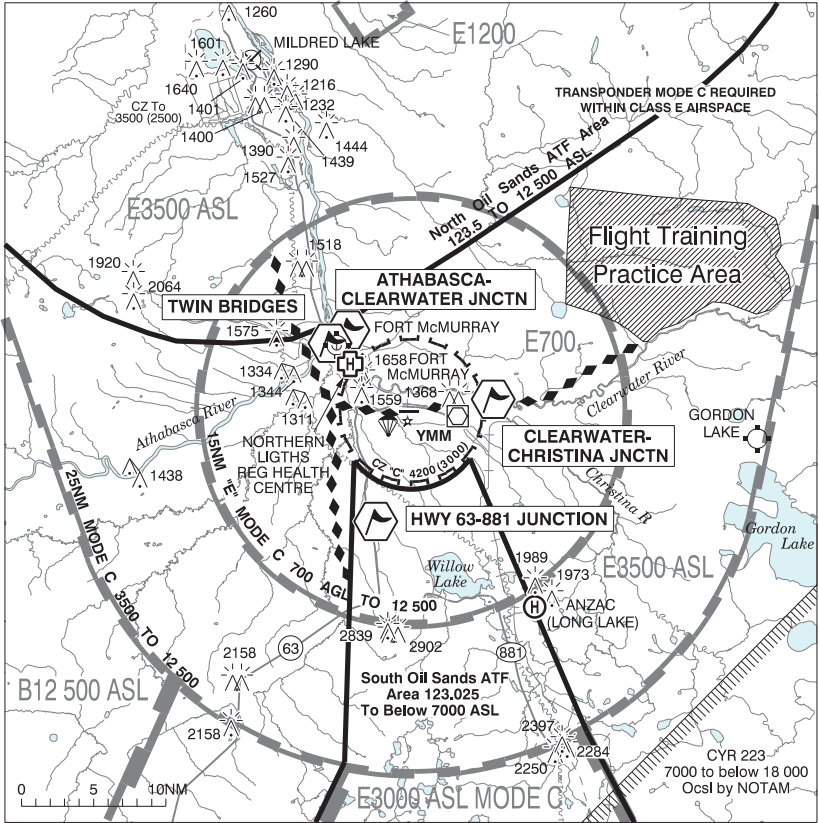 1260
E1200
1601
MILDRED LAKE
1290
1640
1216
CZ To
3500 (2500)
1401
1232
TRANSPONDER MODE C REQUIRED
WITHIN CLASS E AIRSPACE
1400
1444
1390
1439
1527
North Oil Sands ATF Area
123.5 TO 12 500 ASL
E3500 ASL
Flight Training
Practice Area
1518
1920
2064
ATHABASCA-
CLEARWATER JNCTN
TWIN BRIDGES
1575
FORT McMURRAY
E700
1658
FORT
McMURRAY
1334
1344
1559
1368
1311
Clearwater River
Athabasca River
YMM
GORDON
LAKE
CLEARWATER-
CHRISTINA JNCTN
NORTHERN
LIGTHS
REG HEALTH
CENTRE
CZ "C" 4200 (3000)
1438
Christina R
15NM "E" MODE C 700 AGL TO 12 500
25NM MODE C 3500 TO 12 500
HWY 63-881 JUNCTION
Gordon
Lake
Willow
Lake
1989
1973
E3500 ASL
H
ANZAC
(LONG LAKE)
2839
2902
63
881
2158
South Oil Sands ATF
Area 123.025
To Below 7000 ASL
B12 500 ASL
2158
2397
2284
2250
CYR 223
7000 to below 18 000
Ocsl by NOTAM
0 5 10NM
E3000 ASL MODE C
H